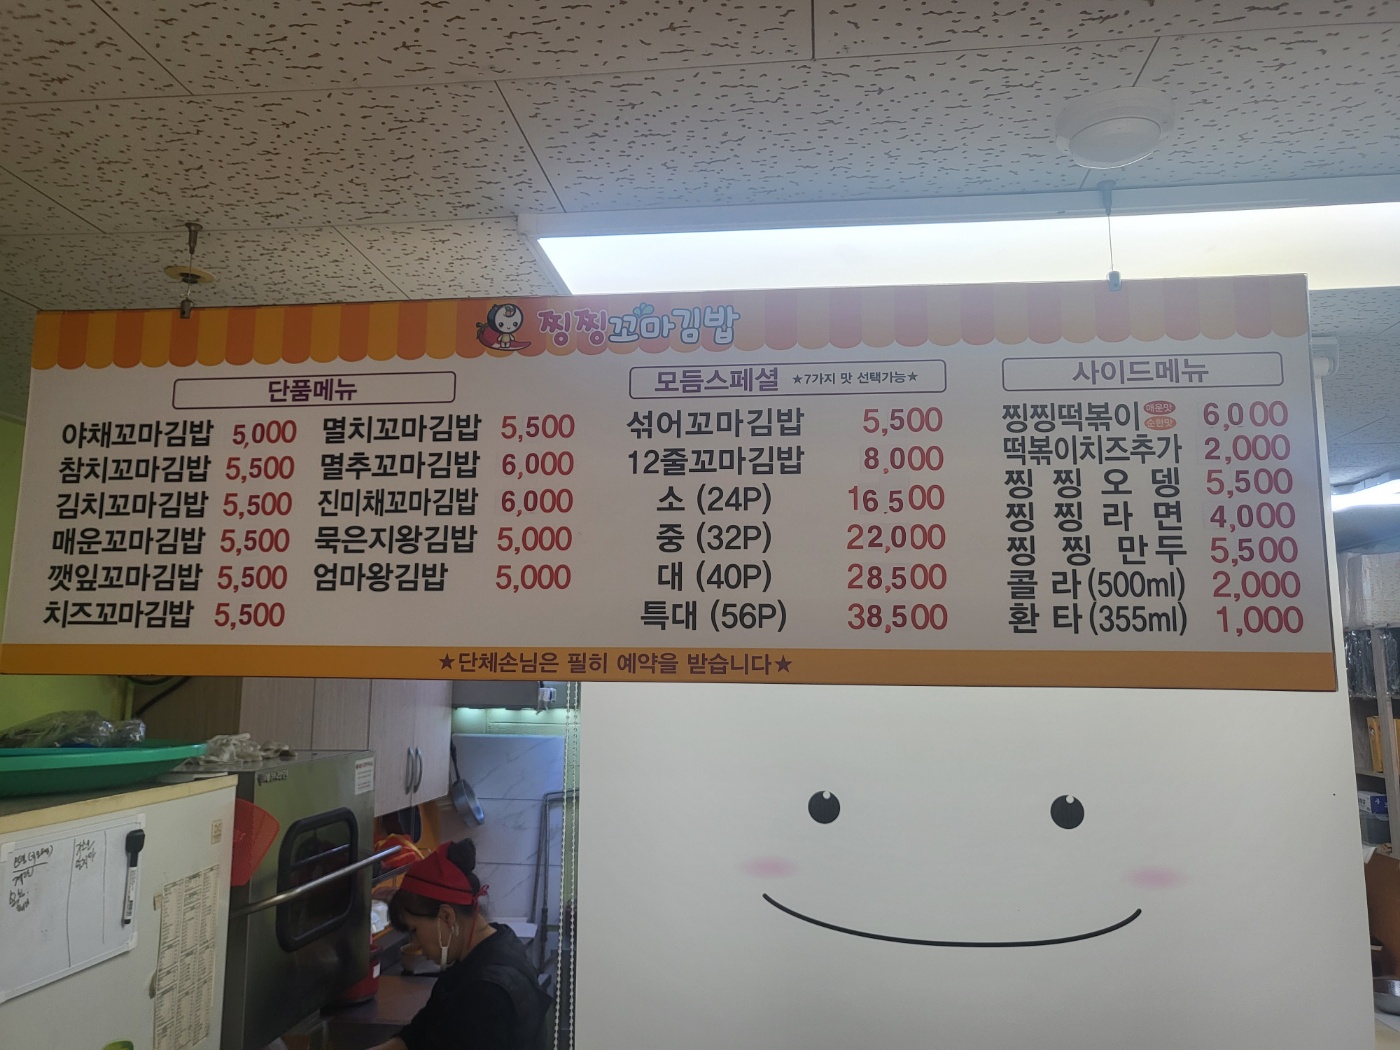 찡찡꼬마김밥
단품메뉴
야채꼬마김밥 5,000
참치꼬마김밥 5,500
김치꼬마김밥 5,500
매운꼬마김밥 5,500
깻잎꼬마김밥 5,500
치즈꼬마김밥 5,500
멸치꼬마김밥 5,500
멸추꼬마김밥 6,000
진미채꼬마김밥 6,000
묵은지왕김밥 5,000
엄마왕김밥 5,000
모듬스페셜 ★7가지 맛 선택가능★
섞어꼬마김밥 5,500
12줄꼬마김밥 8,000
소 (24P) 16.500
중 (32P) 22,000
대 (40P) 28,500
특대 (56P) 38,500
사이드메뉴
찡찡떡볶이 매운맛 순한맛 6,000
떡볶이치즈추가 2,000
찡 찡 오 뎅 5,500
찡 찡 라 면 4,000
찡 찡 만 두 5,500
콜 라 (500ml) 2,000
환 타 (355ml) 1,000
★단체손님은 필히 예약을 받습니다★